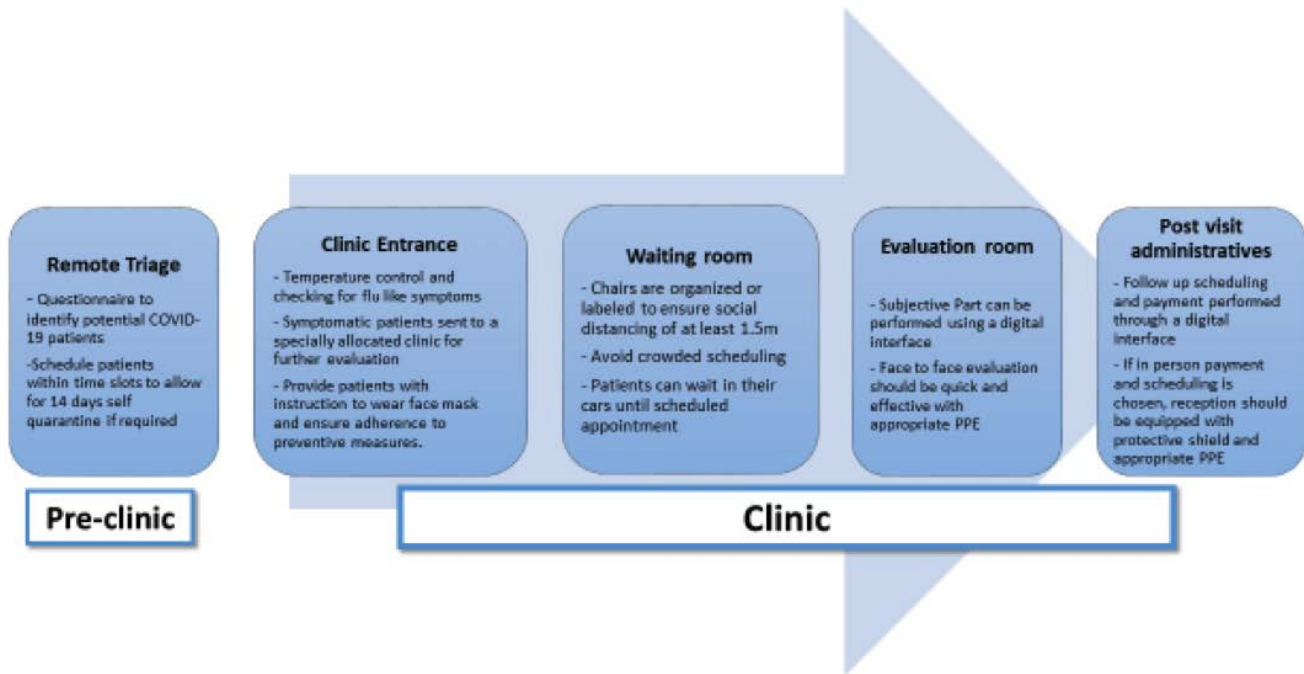 Remote Triage
- Questionnaire to
identify potential COVID-
19 patients
-Schedule patients
within time slots to allow
for 14 days self
quarantine if required
Clinic Entrance
- Temperature control and
checking for flu like symptoms
- Symptomatic patients sent to a
specially allocated clinic for
further evaluation
- Provide patients with
instruction to wear face mask
and ensure adherence to
preventive measures.
Waiting room
- Chairs are organized or
labeled to ensure social
distancing of at least 1.5m
- Avoid crowded scheduling
- Patients can wait in their
cars until scheduled
appointment
Evaluation room
- Subjective Part can be
performed using a digital
interface
- Face to face evaluation
should be quick and
effective with
appropriate PPE
Post visit
administratives
- Follow up scheduling
and payment performed
through a digital
interface
- If in person payment
and scheduling is
chosen, reception should
be equipped with
protective shield and
appropriate PPE
Pre-clinic
Clinic